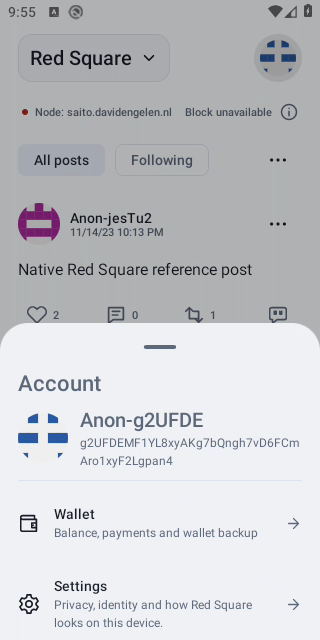 9:55
Red Square
Node: saito.davidengelen.nl Block unavailable
All posts Following
Anon-jesTu2
11/14/23 10:13 PM
Native Red Square reference post
2 0 1
Account
Anon-g2UFDE
g2UFDEMF1YL8xyAKg7bQngh7vD6FCm
Aro1xyF2Lgpan4
Wallet
Balance, payments and wallet backup
Settings
Privacy, identity and how Red Square
looks on this device.